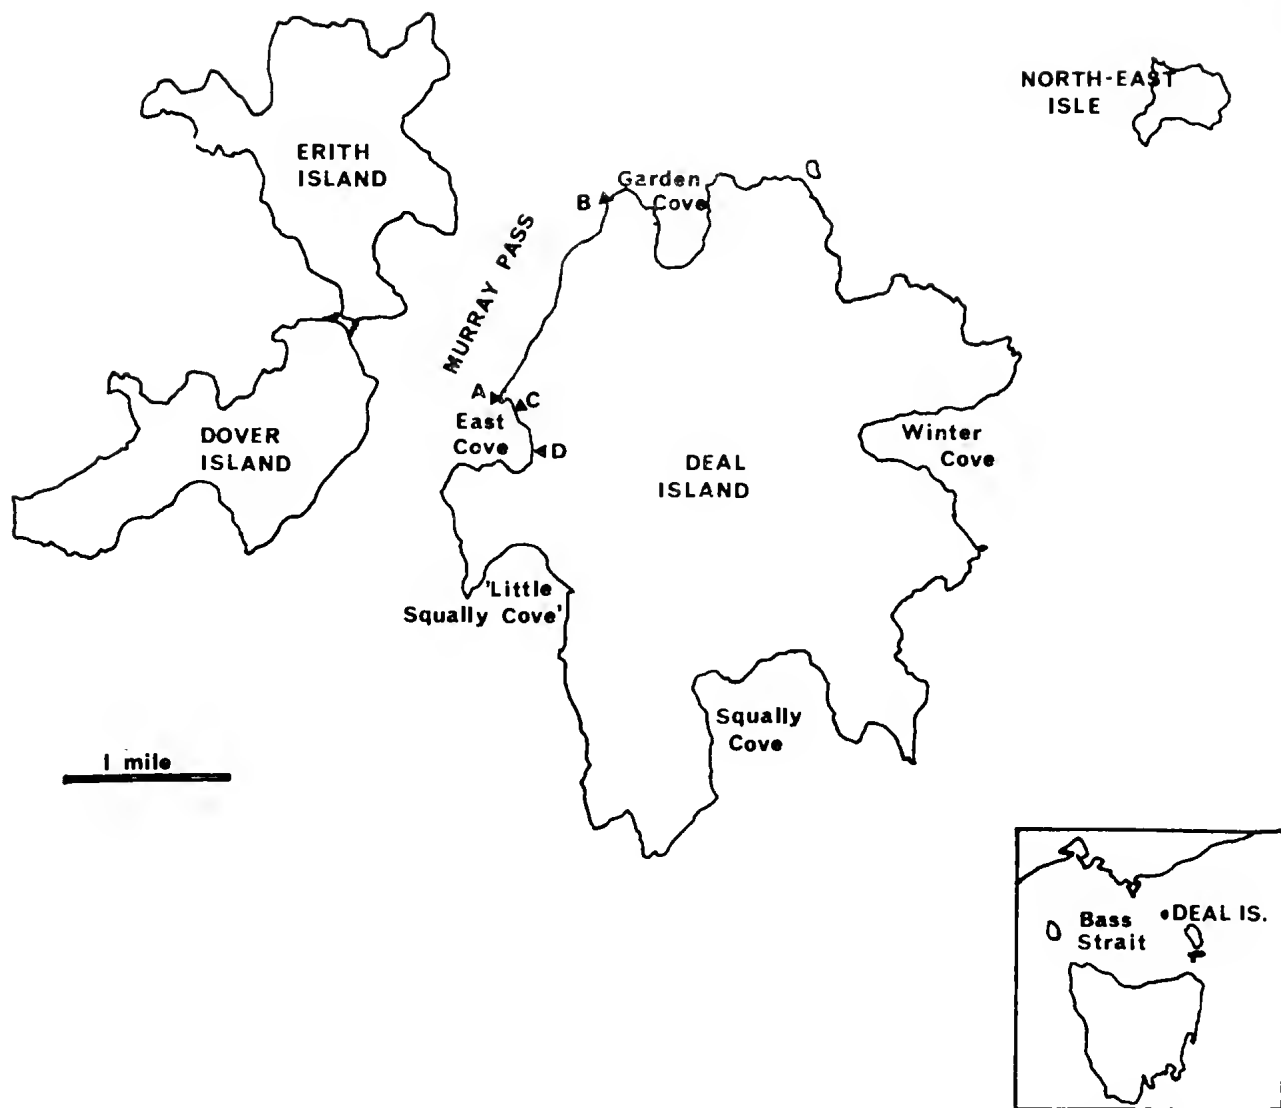 NORTH-EAST
ISLE
ERITH
ISLAND
Garden
Cove
B
MURRAY PASS
A
C
East
Cove
D
DOVER
ISLAND
DEAL
ISLAND
Winter
Cove
'Little
Squally Cove'
Squally
Cove
1 mile
Bass
Strait
DEAL IS.